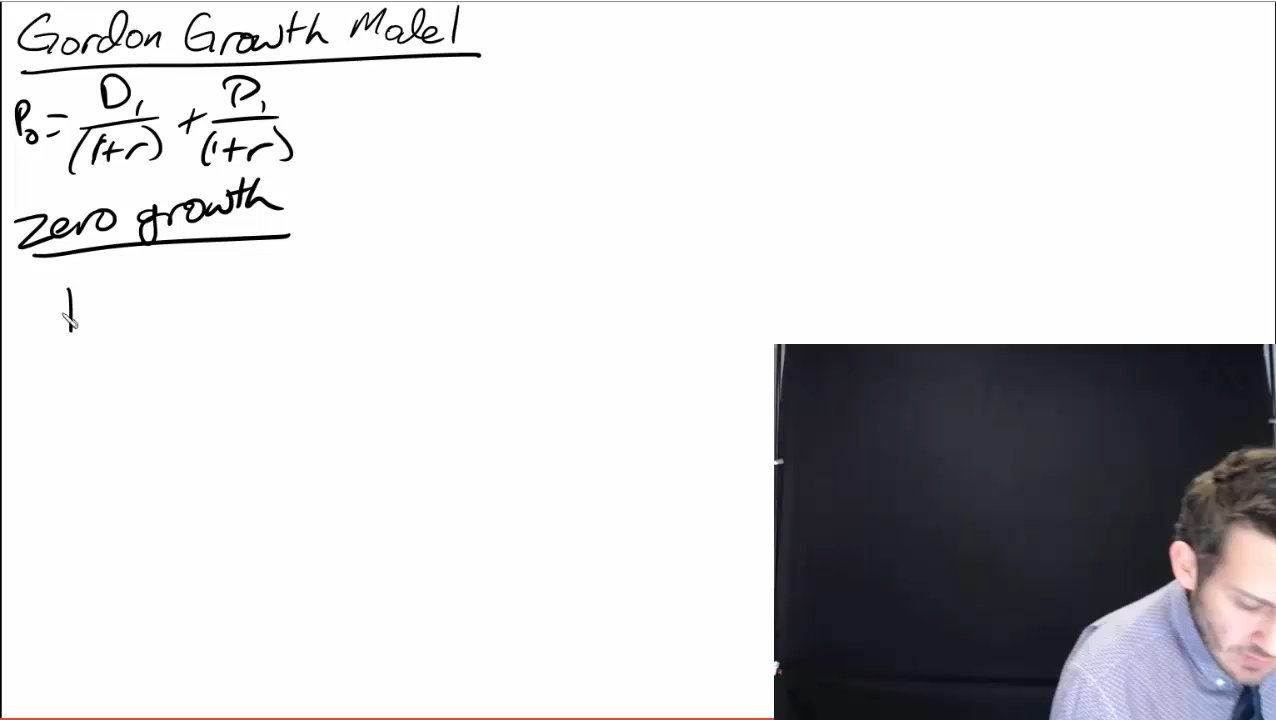 Gordon Growth Model
P₀ = D₁/(1+r) + P₁/(1+r)
Zero growth